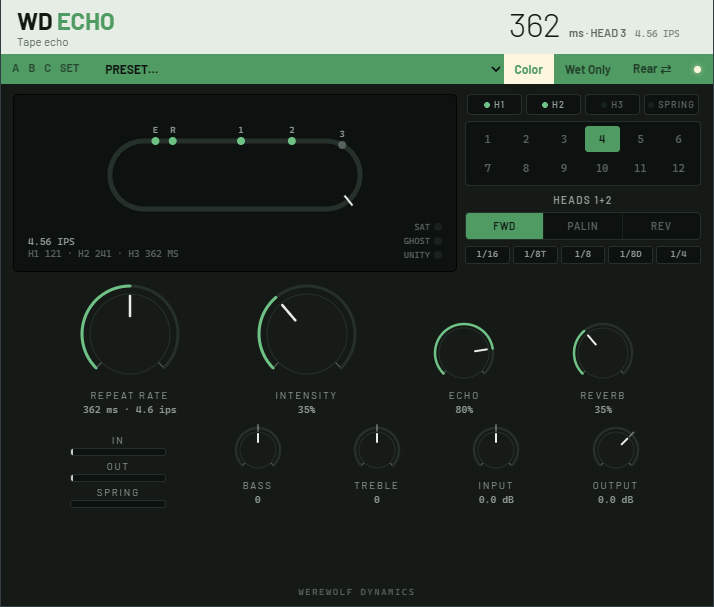 WD ECHO
Tape echo
362 ms · HEAD 3 4.56 IPS
A B C SET PRESET... Color Wet Only Rear ⇄
E R 1 2 3
4.56 IPS
H1 121 · H2 241 · H3 362 MS
SAT
GHOST
UNITY
H1 H2 H3 SPRING
1 2 3 4 5 6
7 8 9 10 11 12
HEADS 1+2
FWD PALIN REV
1/16 1/8T 1/8 1/8D 1/4
REPEAT RATE INTENSITY ECHO REVERB
362 ms · 4.6 ips 35% 80% 35%
IN
OUT
SPRING
BASS TREBLE INPUT OUTPUT
0 0 0.0 dB 0.0 dB
WEREWOLF DYNAMICS